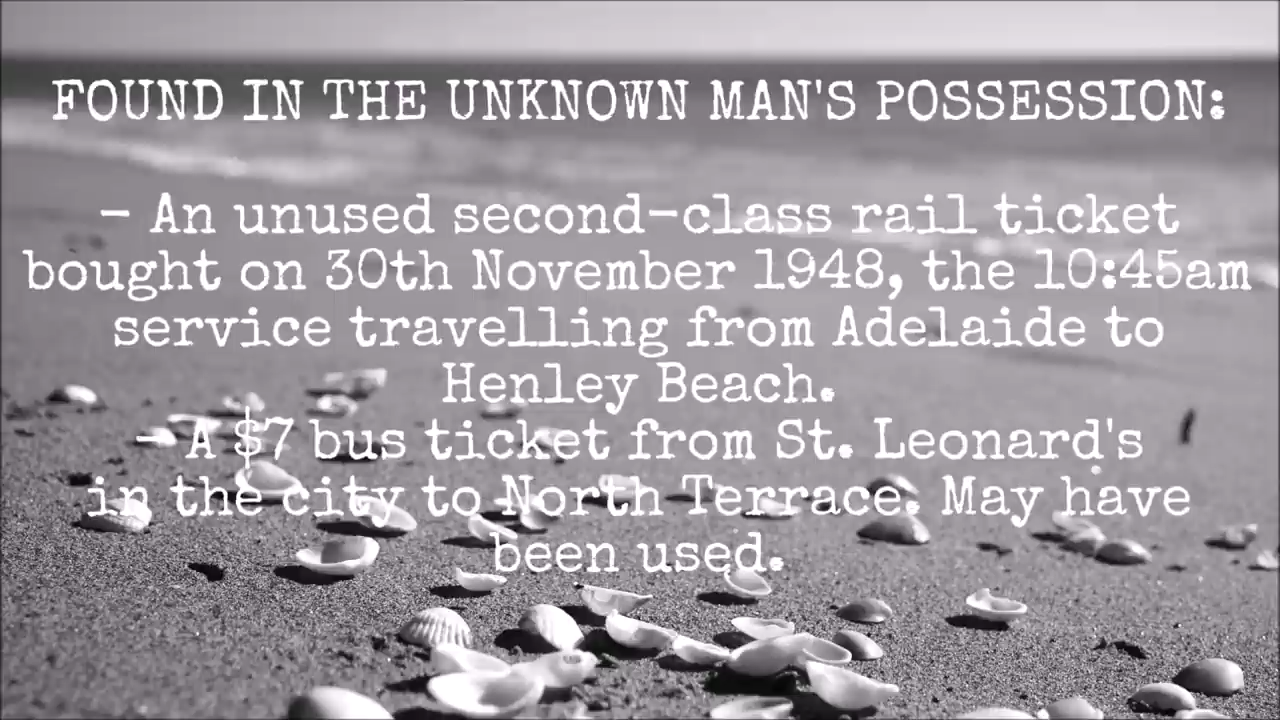 FOUND IN THE UNKNOWN MAN'S POSSESSION:
- An unused second-class rail ticket
bought on 30th November 1948, the 10:45am
service travelling from Adelaide to
Henley Beach.
- A $7 bus ticket from St. Leonard's
in the city to North Terrace. May have
been used.